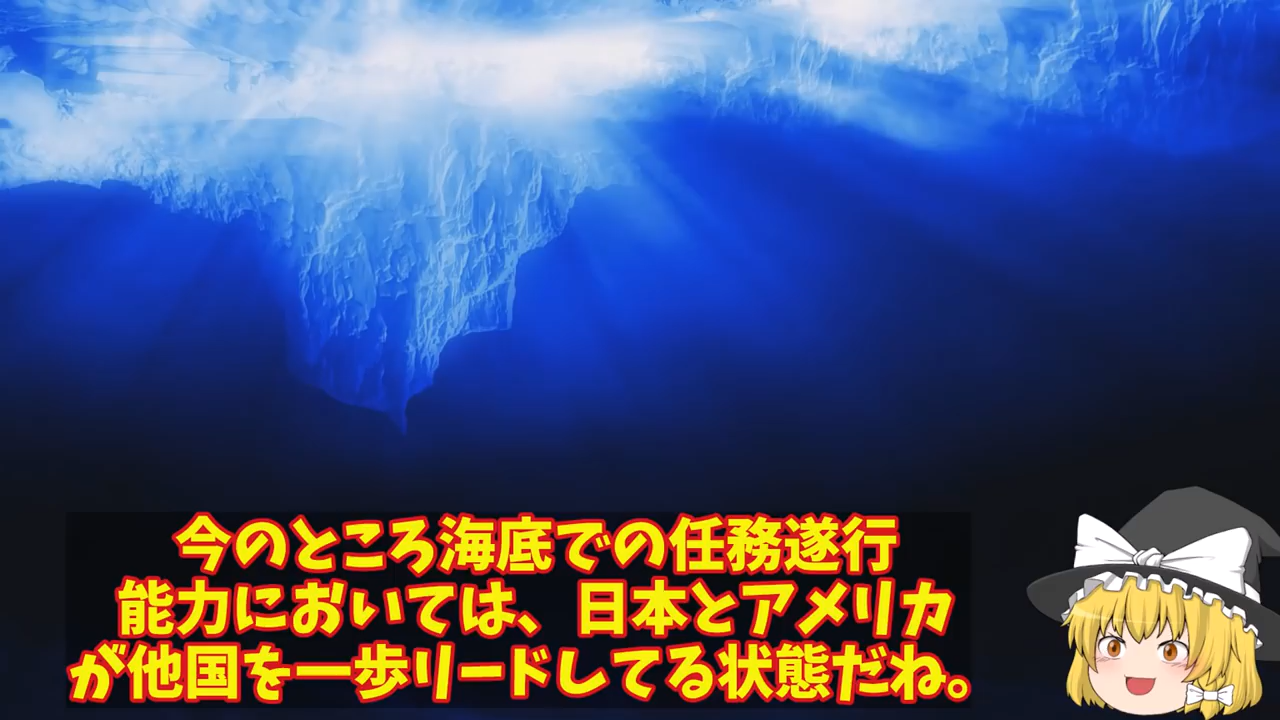 今のところ海底での任務遂行
能力においては、日本とアメリカ
が他国を一歩リードしてる状態だね。